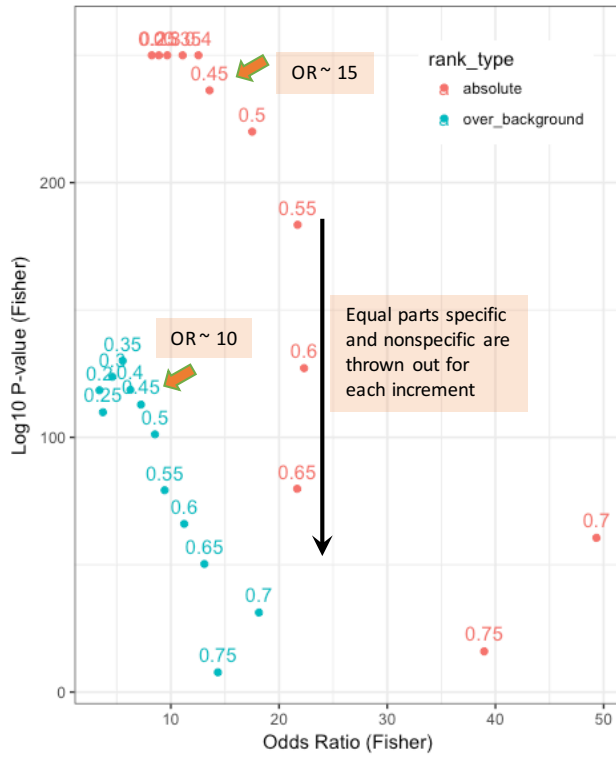 0.4
0.45
OR ~ 15
rank_type
absolute
over_background
0.5
200
0.55
Log10 P-value (Fisher)
OR ~ 10
Equal parts specific
and nonspecific are
thrown out for
each increment
0.35
0.4
0.45
0.25
0.6
100
0.5
0.55
0.65
0.6
0.7
0.65
0.7
0.75
0.75
0
10
20
30
40
50
Odds Ratio (Fisher)